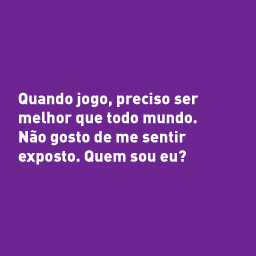 Quando jogo, preciso ser
melhor que todo mundo.
Não gosto de me sentir
exposto. Quem sou eu?